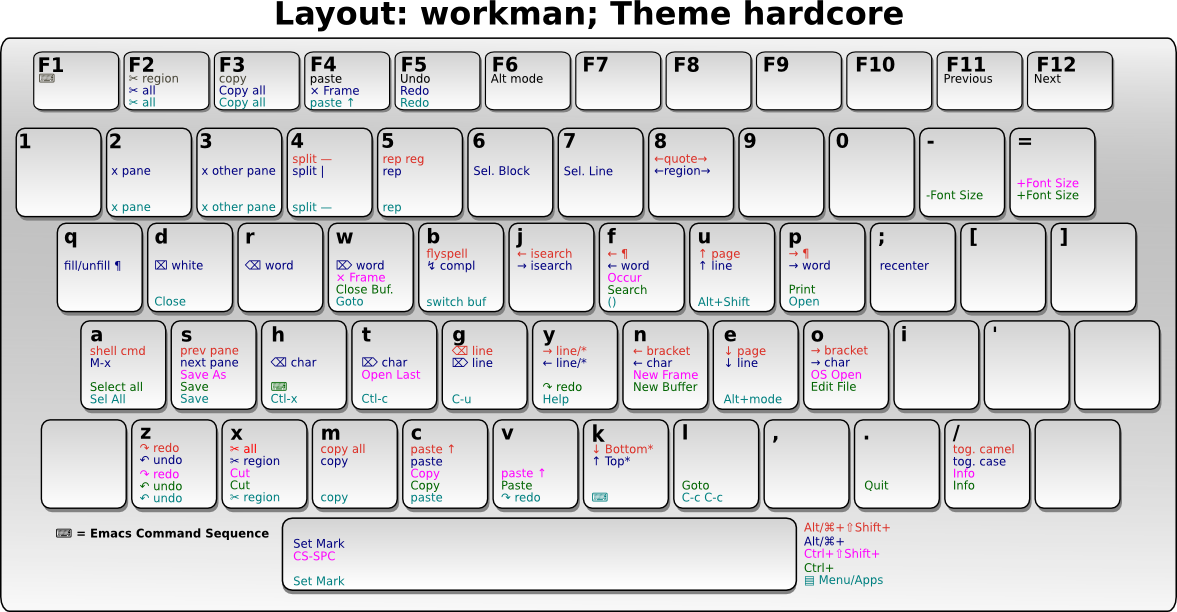 Layout: workman; Theme hardcore
F1
⌨
F2
✂ region
✂ all
✂ all
F3
copy
Copy all
Copy all
F4
paste
× Frame
paste ↑
F5
Undo
Redo
Redo
F6
Alt mode
F7
F8
F9
F10
F11
Previous
F12
Next
1
2
x pane
x pane
3
x other pane
x other pane
4
split —
split |
split —
5
rep reg
rep
rep
6
Sel. Block
7
Sel. Line
8
←quote→
←region→
9
0
-
-Font Size
=
+Font Size
+Font Size
q
fill/unfill ¶
d
⌧ white
Close
r
⌫ word
w
⌦ word
× Frame
Close Buf.
Goto
b
flyspell
↯ compl
switch buf
j
← isearch
→ isearch
f
← ¶
← word
Occur
Search
()
u
↑ page
↑ line
Alt+Shift
p
→ ¶
→ word
Print
Open
;
recenter
[
]
a
shell cmd
M-x
Select all
Sel All
s
prev pane
next pane
Save As
Save
Save
h
⌫ char
⌨
Ctl-x
t
⌦ char
Open Last
Ctl-c
g
⌫ line
⌦ line
C-u
y
→ line/*
← line/*
↷ redo
Help
n
← bracket
← char
New Frame
New Buffer
e
↓ page
↓ line
Alt+mode
o
→ bracket
→ char
OS Open
Edit File
i
'
z
↷ redo
↶ undo
↷ redo
↶ undo
↶ undo
x
✂ all
✂ region
Cut
Cut
✂ region
m
copy all
copy
copy
c
paste ↑
paste
Copy
Copy
paste
v
paste ↑
Paste
↷ redo
k
↓ Bottom*
↑ Top*
⌨
l
Goto
C-c C-c
,
.
Quit
/
tog. camel
tog. case
Info
Info
⌨ = Emacs Command Sequence
Set Mark
CS-SPC
Set Mark
Alt/⌘+⇧Shift+
Alt/⌘+
Ctrl+⇧Shift+
Ctrl+
▤ Menu/Apps